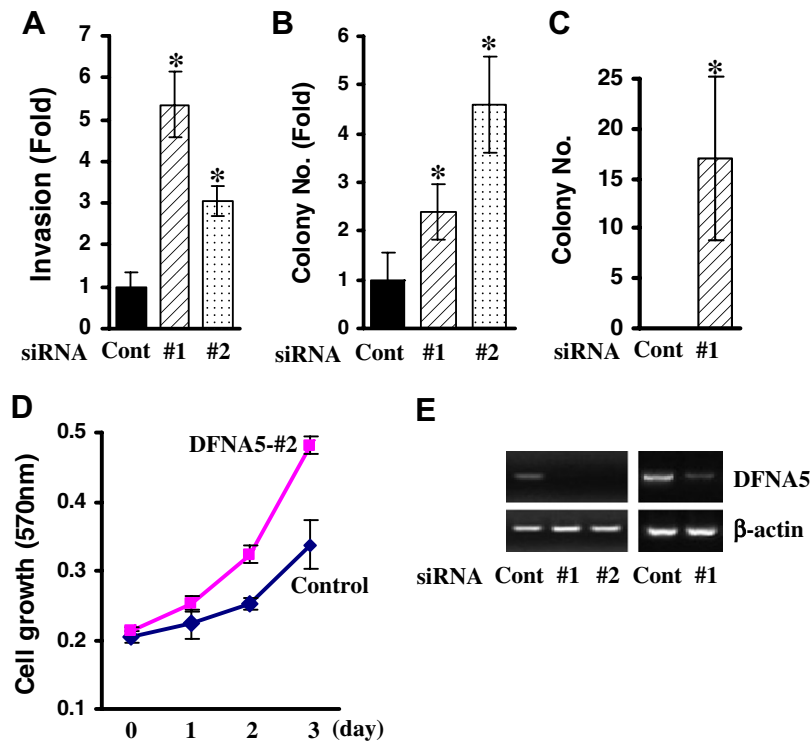 A
Invasion (Fold)
7
6
5
4
3
2
1
0
*
*
siRNA Cont #1 #2
B
Colony No. (Fold)
6
5
4
3
2
1
0
*
*
Cont #1 #2
C
Colony No.
25
20
15
10
5
0
*
siRNA Cont #1
D
Cell growth (570nm)
0.5
0.4
0.3
0.2
0.1
DFNA5-#2
Control
0 1 2 3 (day)
E
DFNA5
β-actin
siRNA Cont #1 #2 Cont #1